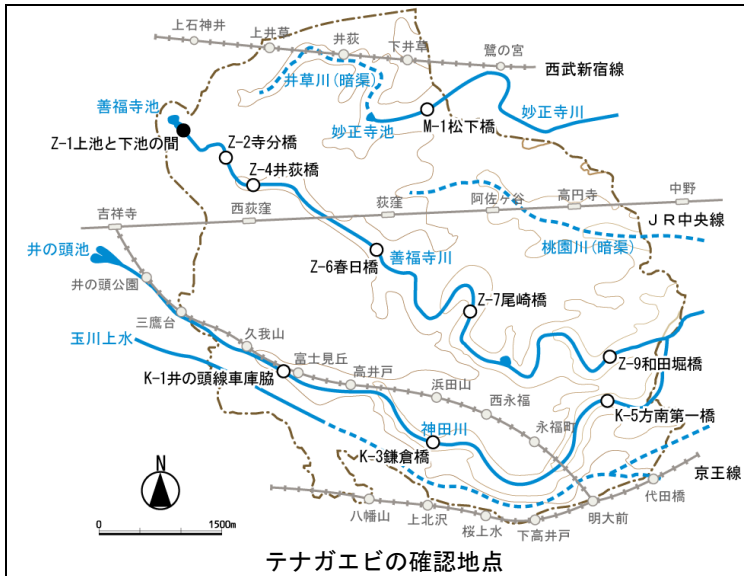 上石神井
上井草
井荻
下井草
鷺の宮
西武新宿線
井草川(暗渠)
善福寺池
妙正寺池
妙正寺川
M-1松下橋
Z-1上池と下池の間
Z-2寺分橋
Z-4井荻橋
吉祥寺
西荻窪
荻窪
阿佐ケ谷
高円寺
中野
JR中央線
桃園川(暗渠)
井の頭池
井の頭公園
Z-6春日橋
善福寺川
Z-7尾崎橋
三鷹台
玉川上水
久我山
富士見丘
高井戸
K-1井の頭線車庫脇
浜田山
西永福
永福町
Z-9和田堀橋
K-5方南第一橋
神田川
K-3鎌倉橋
京王線
N
0 1500m
八幡山
上北沢
桜上水
下高井戸
明大前
代田橋
テナガエビの確認地点